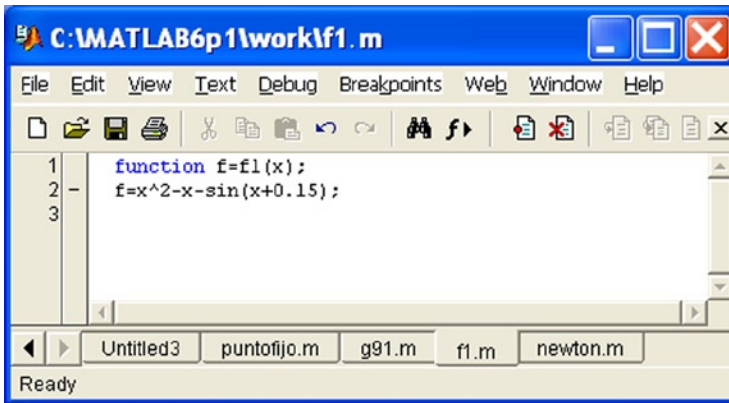 C:\MATLAB6p1\work\f1.m
File Edit View Text Debug Breakpoints Web Window Help
1 function f=f1(x);
2 - f=x^2-x-sin(x+0.15);
3
Untitled3 puntofijo.m g91.m f1.m newton.m
Ready